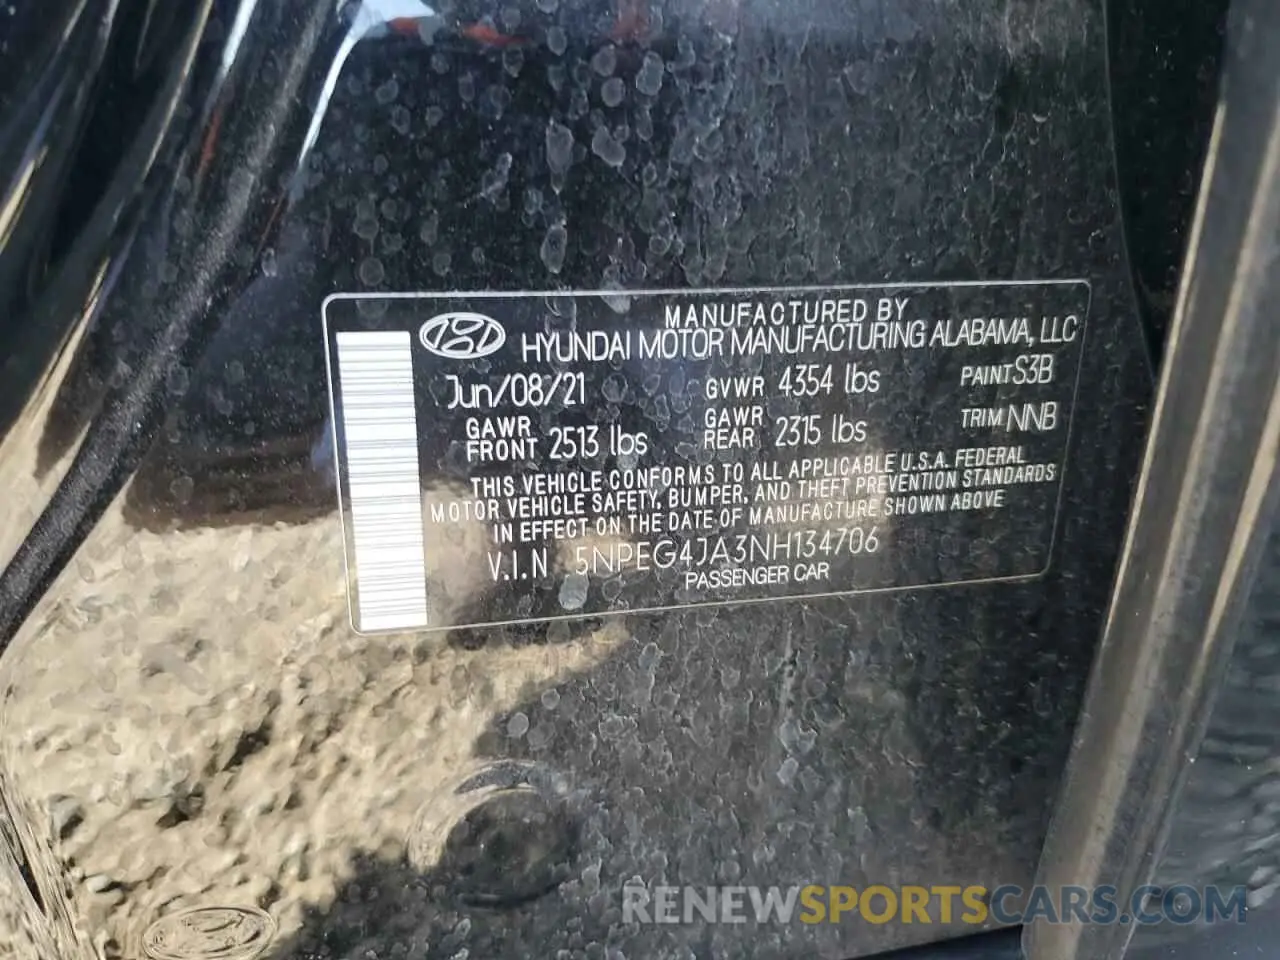 MANUFACTURED BY
HYUNDAI MOTOR MANUFACTURING ALABAMA, LLC
Jun/08/21 GVWR 4354 lbs PAINT S3B
GAWR FRONT 2513 lbs GAWR REAR 2315 lbs TRIM NNB
THIS VEHICLE CONFORMS TO ALL APPLICABLE U.S.A. FEDERAL
MOTOR VEHICLE SAFETY, BUMPER, AND THEFT PREVENTION STANDARDS
IN EFFECT ON THE DATE OF MANUFACTURE SHOWN ABOVE
V.I.N 5NPEG4JA3NH134706
PASSENGER CAR
RENEWSPORTSCARS.COM